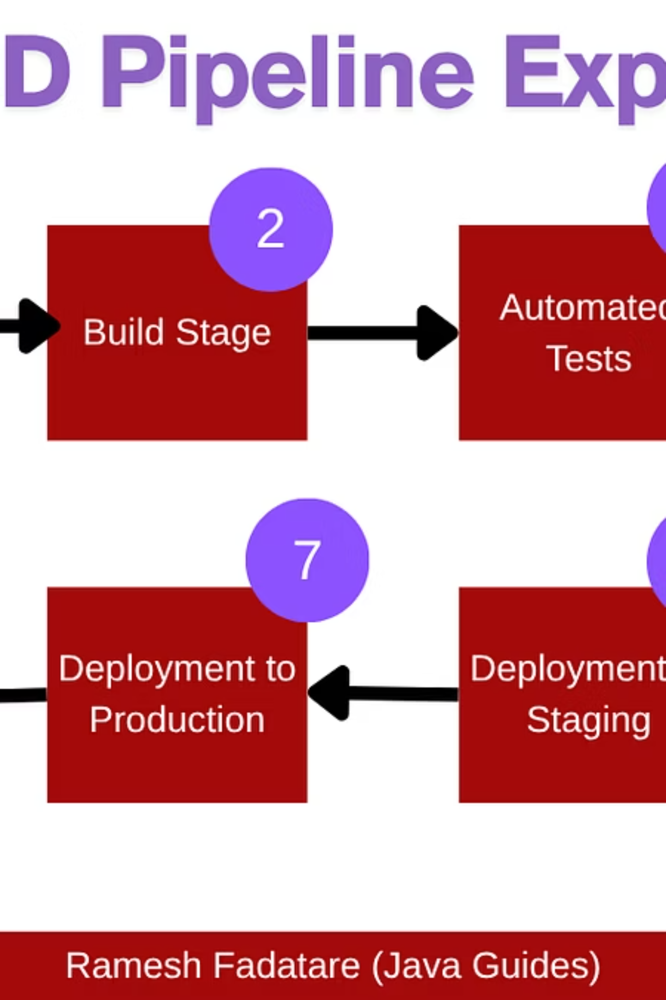 D Pipeline Exp
2
Build Stage
Automated
Tests
7
Deployment to
Production
Deployment
Staging
Ramesh Fadatare (Java Guides)